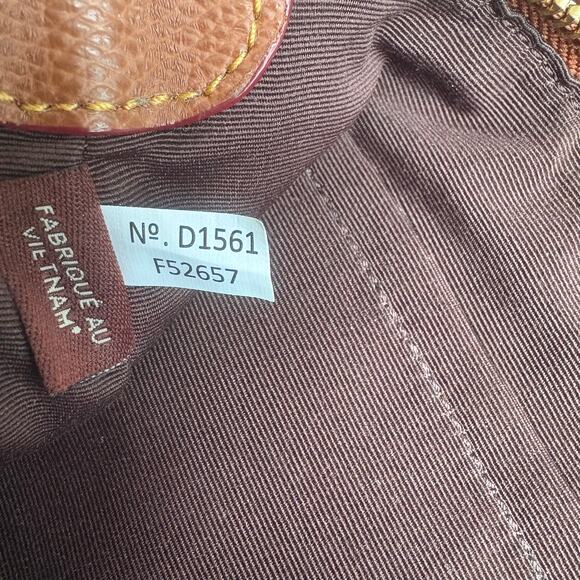 FABRIQUÉ AU
VIETNAM
Nº. D1561
F52657